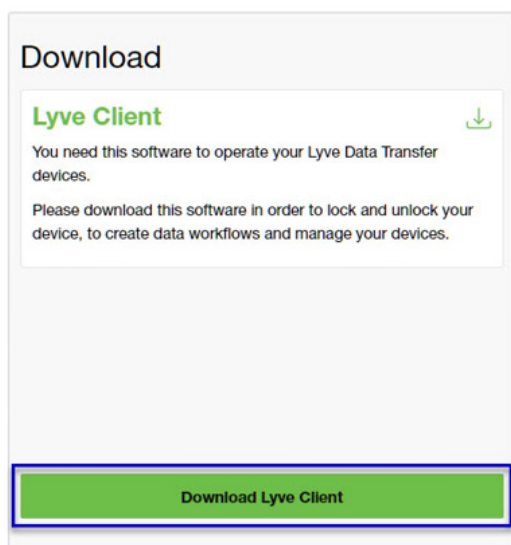 Download
Lyve Client
You need this software to operate your Lyve Data Transfer
devices.
Please download this software in order to lock and unlock your
device, to create data workflows and manage your devices.
Download Lyve Client